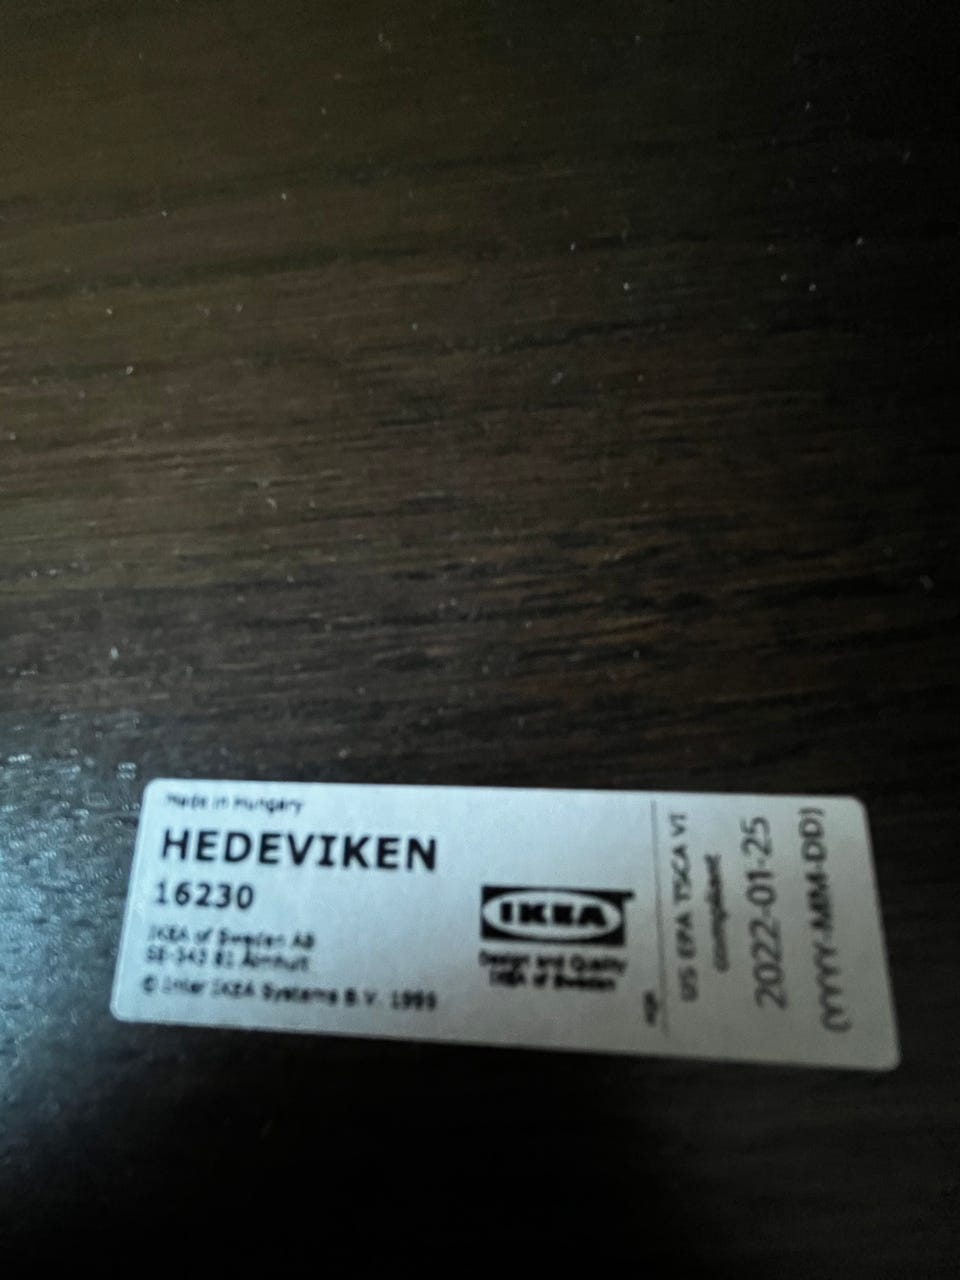 Made in Hungary
HEDEVIKEN
16230
IKEA of Sweden AB
SE-343 81 Älmhult
© Inter IKEA Systems B.V. 1999
IKEA
Design and Quality
IKEA of Sweden
US EPA TSCA VI
compliant
2022-01-25
(YYYY-MM-DD)